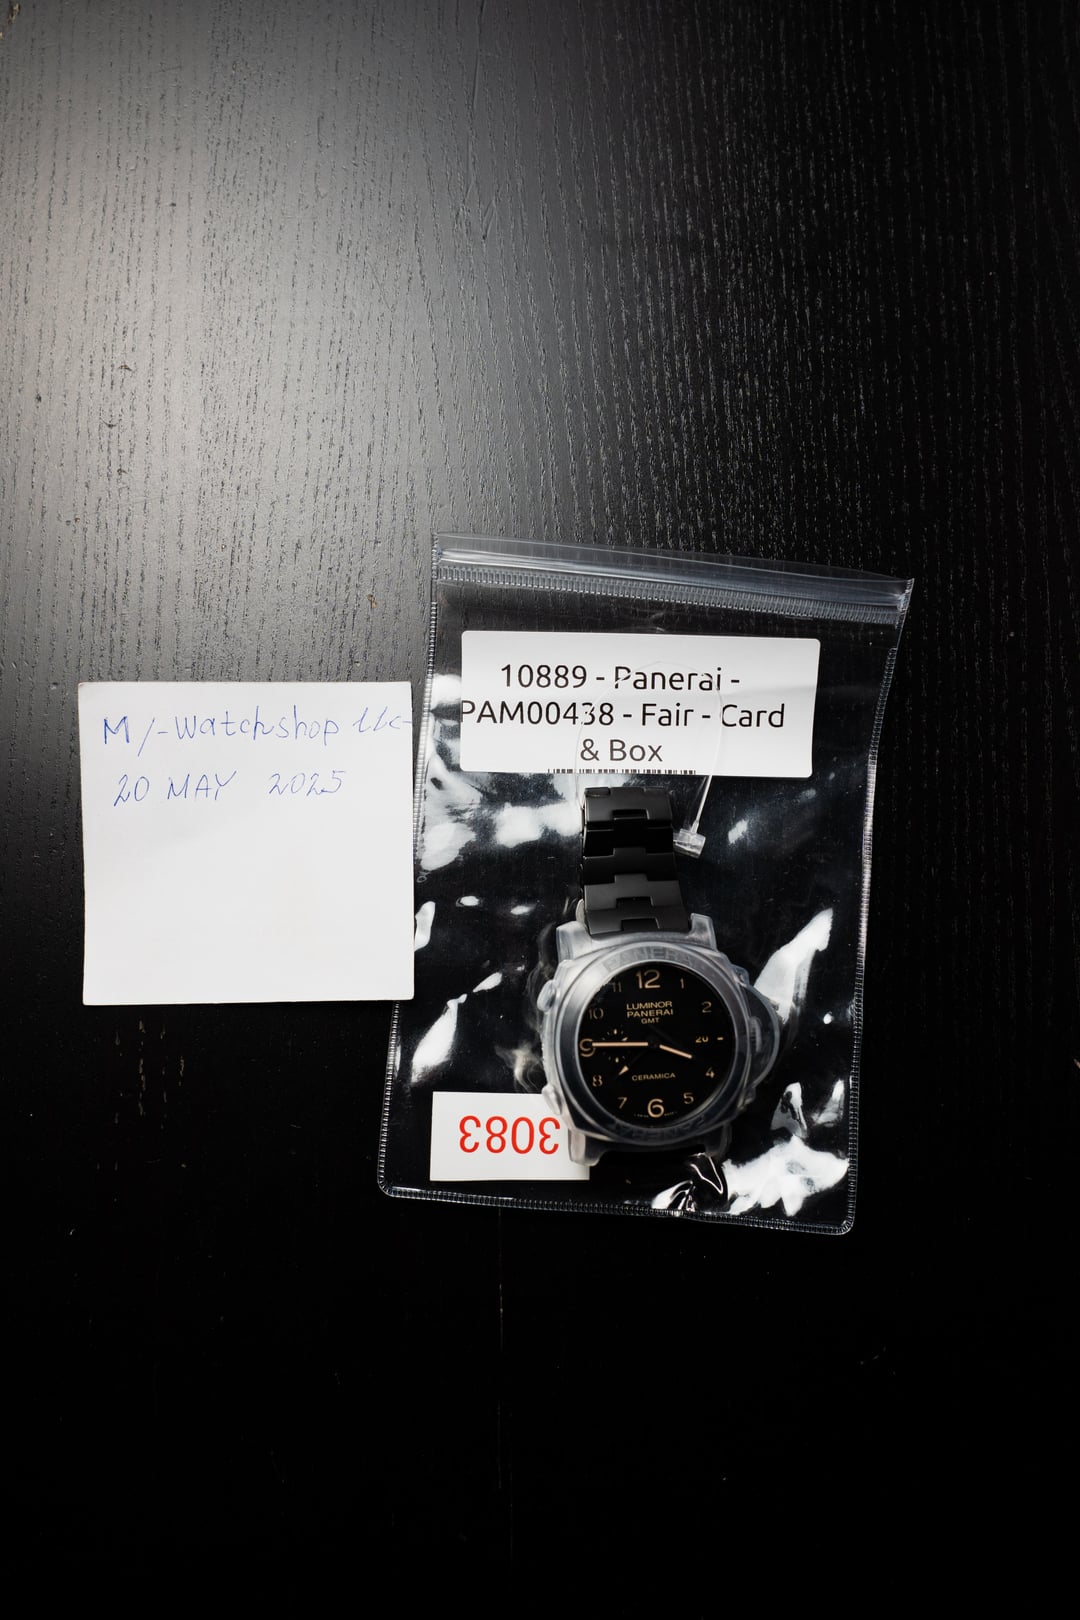 M/-Watchshop llc-
20 MAY 2025
10889 - Panerai -
PAM00438 - Fair - Card
& Box
PANERAI
12
11 1
10 2
LUMINOR
PANERAI
GMT
9
20
8 4
CERAMICA
7 5
6
3083